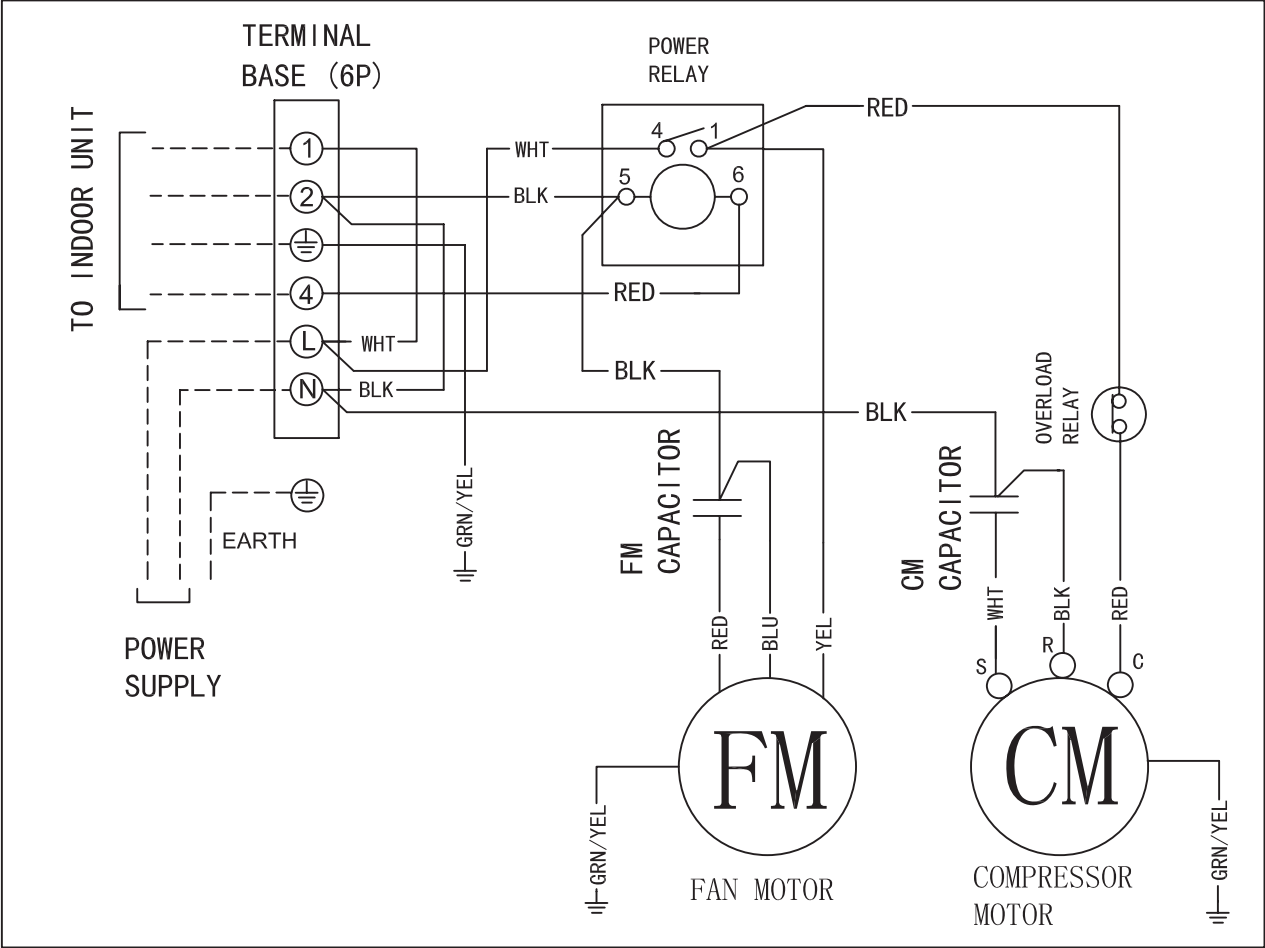 TERMINAL
BASE (6P)
POWER
RELAY
TO INDOOR UNIT
1
2
4
L
N
WHT
BLK
WHT
BLK
4
1
5
6
RED
RED
BLK
BLK
GRN/YEL
EARTH
POWER
SUPPLY
OVERLOAD
RELAY
FM
CAPACITOR
CM
CAPACITOR
RED
BLU
YEL
WHT
BLK
RED
S
R
C
FM
CM
GRN/YEL
GRN/YEL
FAN MOTOR
COMPRESSOR
MOTOR